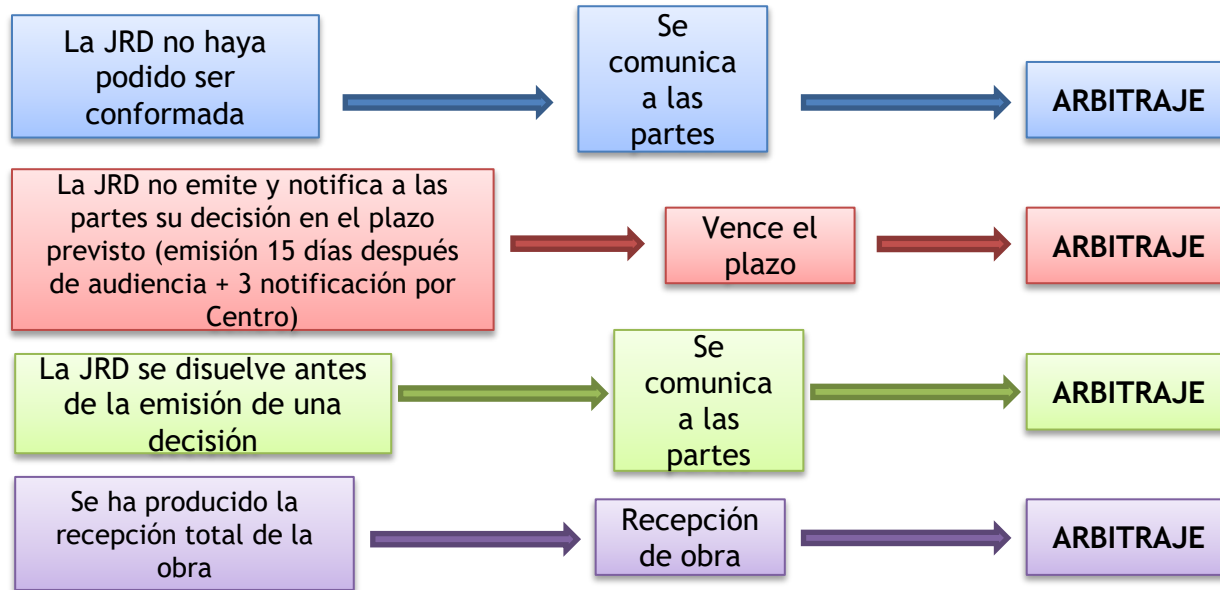 La JRD no haya
podido ser
conformada
Se
comunica
a las
partes
ARBITRAJE
La JRD no emite y notifica a las
partes su decisión en el plazo
previsto (emisión 15 días después
de audiencia + 3 notificación por
Centro)
Vence el
plazo
ARBITRAJE
La JRD se disuelve antes
de la emisión de una
decisión
Se
comunica
a las
partes
ARBITRAJE
Se ha producido la
recepción total de la
obra
Recepción
de obra
ARBITRAJE